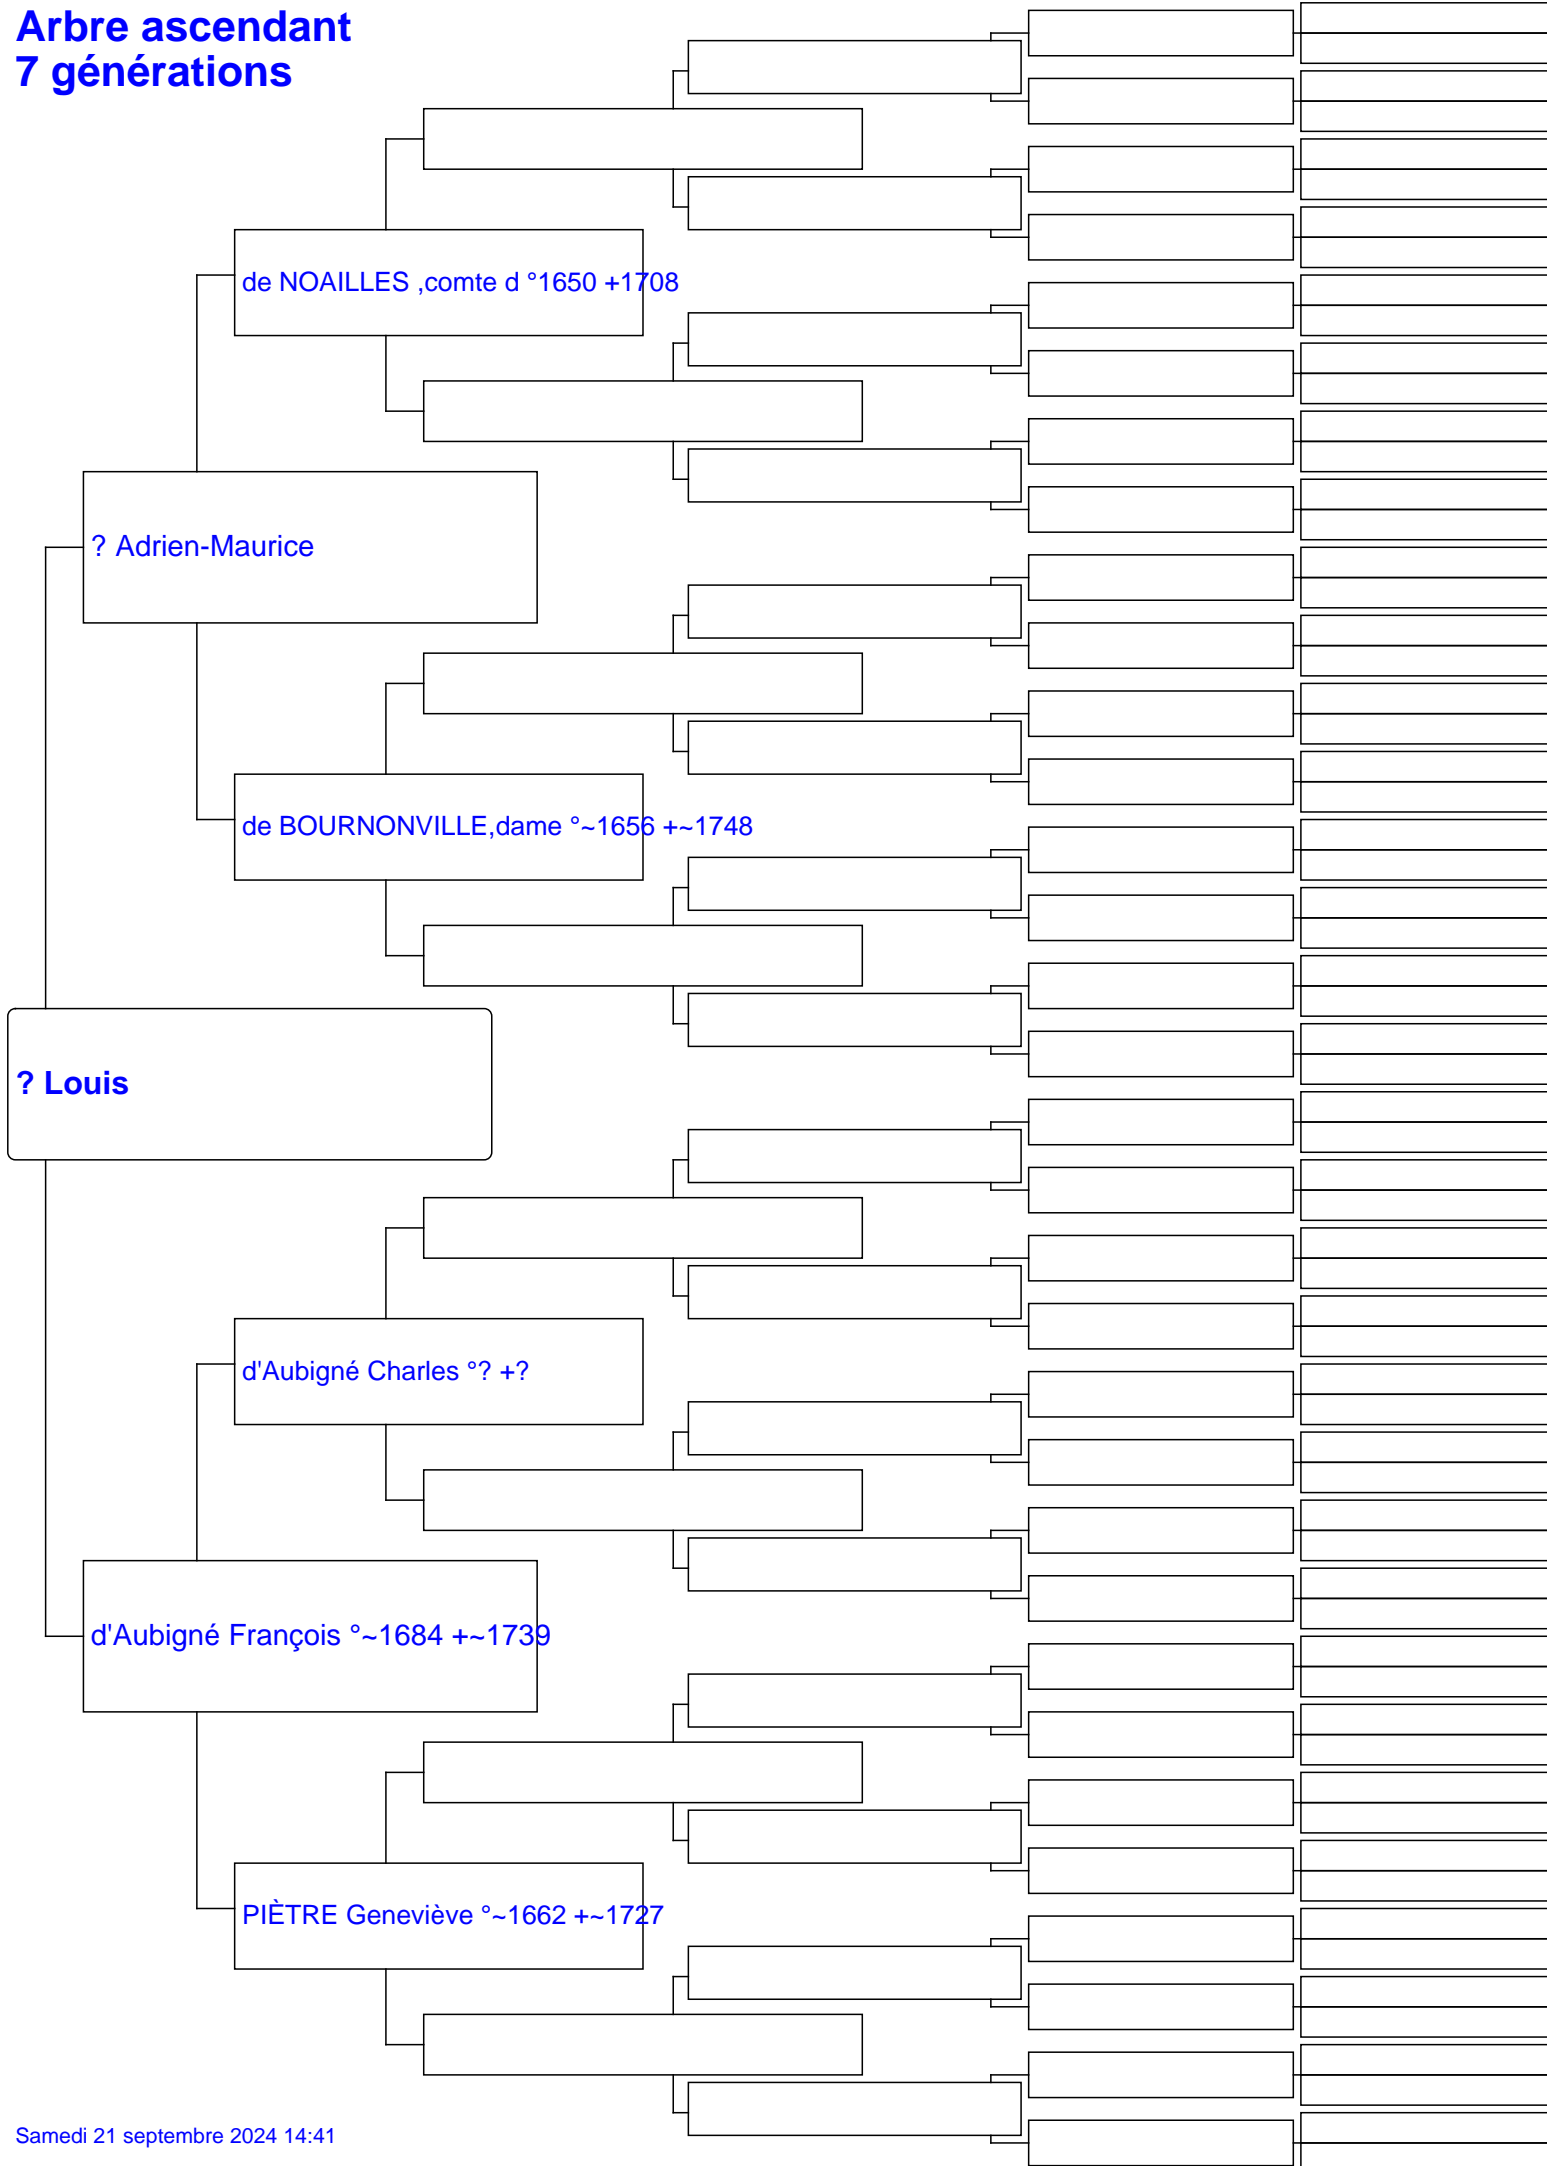 Arbre ascendant
7 générations
de NOAILLES ,comte d °1650 +1708
? Adrien-Maurice
de BOURNONVILLE,dame °~1656 +~1748
? Louis
d'Aubigné Charles °? +?
d'Aubigné François °~1684 +~1739
PIÈTRE Geneviève °~1662 +~1727
Samedi 21 septembre 2024 14:41